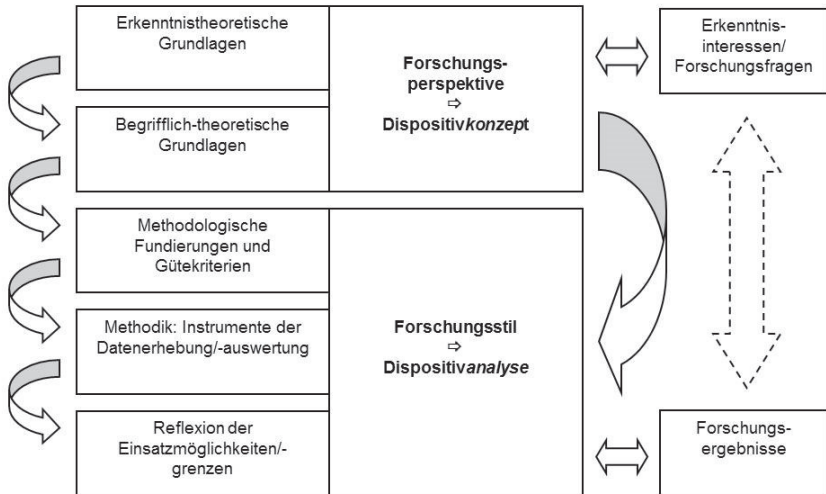 Erkenntnistheoretische
Grundlagen
Begrifflich-theoretische
Grundlagen
Forschungs-
perspektive
⇨
Dispositivkonzept
Erkenntnis-
interessen/
Forschungsfragen
Methodologische
Fundierungen und
Gütekriterien
Methodik: Instrumente der
Datenerhebung/-auswertung
Reflexion der
Einsatzmöglichkeiten/-
grenzen
Forschungsstil
⇨
Dispositivanalyse
Forschungs-
ergebnisse